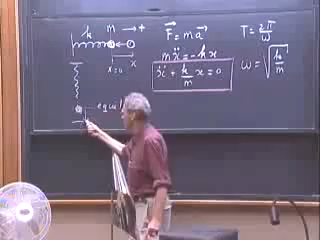 k m → +
F = ma
T = 2π/ω
x=0 x
mẍ = -kx
ẍ + k/m x = 0
ω = √k/m
equil